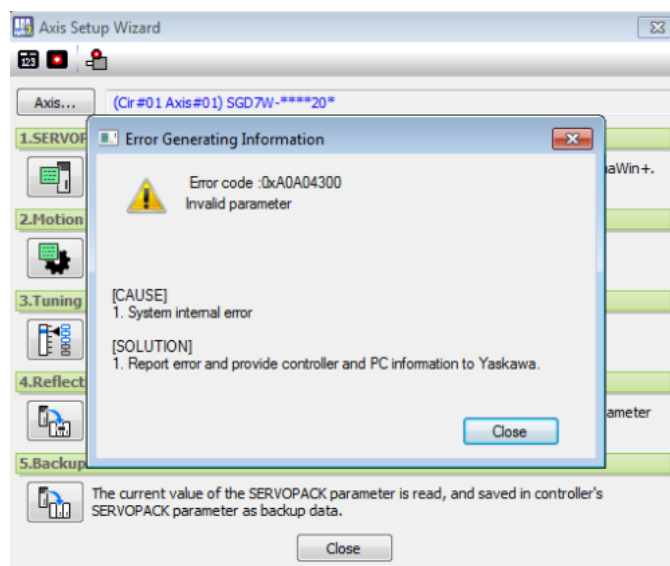 Axis Setup Wizard
123
Axis...
(Cir#01 Axis#01) SGD7W-****20*
1.SERVOP
Error Generating Information
Error code :0xA0A04300
Invalid parameter
aWin+.
2.Motion
3.Tuning
[CAUSE]
1. System internal error
[SOLUTION]
1. Report error and provide controller and PC information to Yaskawa.
4.Reflect
ameter
Close
5.Backup
The current value of the SERVOPACK parameter is read, and saved in controller's
SERVOPACK parameter as backup data.
Close